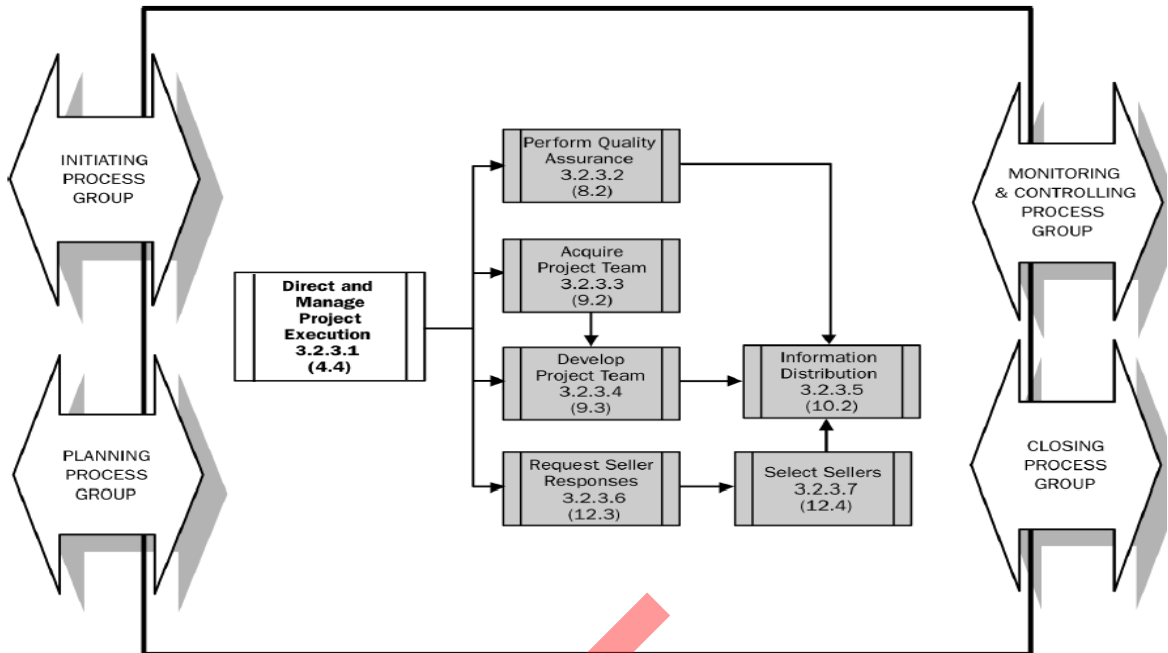 INITIATING
PROCESS
GROUP
PLANNING
PROCESS
GROUP
Direct and
Manage
Project
Execution
3.2.3.1
(4.4)
Perform Quality
Assurance
3.2.3.2
(8.2)
Acquire
Project Team
3.2.3.3
(9.2)
Develop
Project Team
3.2.3.4
(9.3)
Request Seller
Responses
3.2.3.6
(12.3)
Information
Distribution
3.2.3.5
(10.2)
Select Sellers
3.2.3.7
(12.4)
MONITORING
& CONTROLLING
PROCESS
GROUP
CLOSING
PROCESS
GROUP